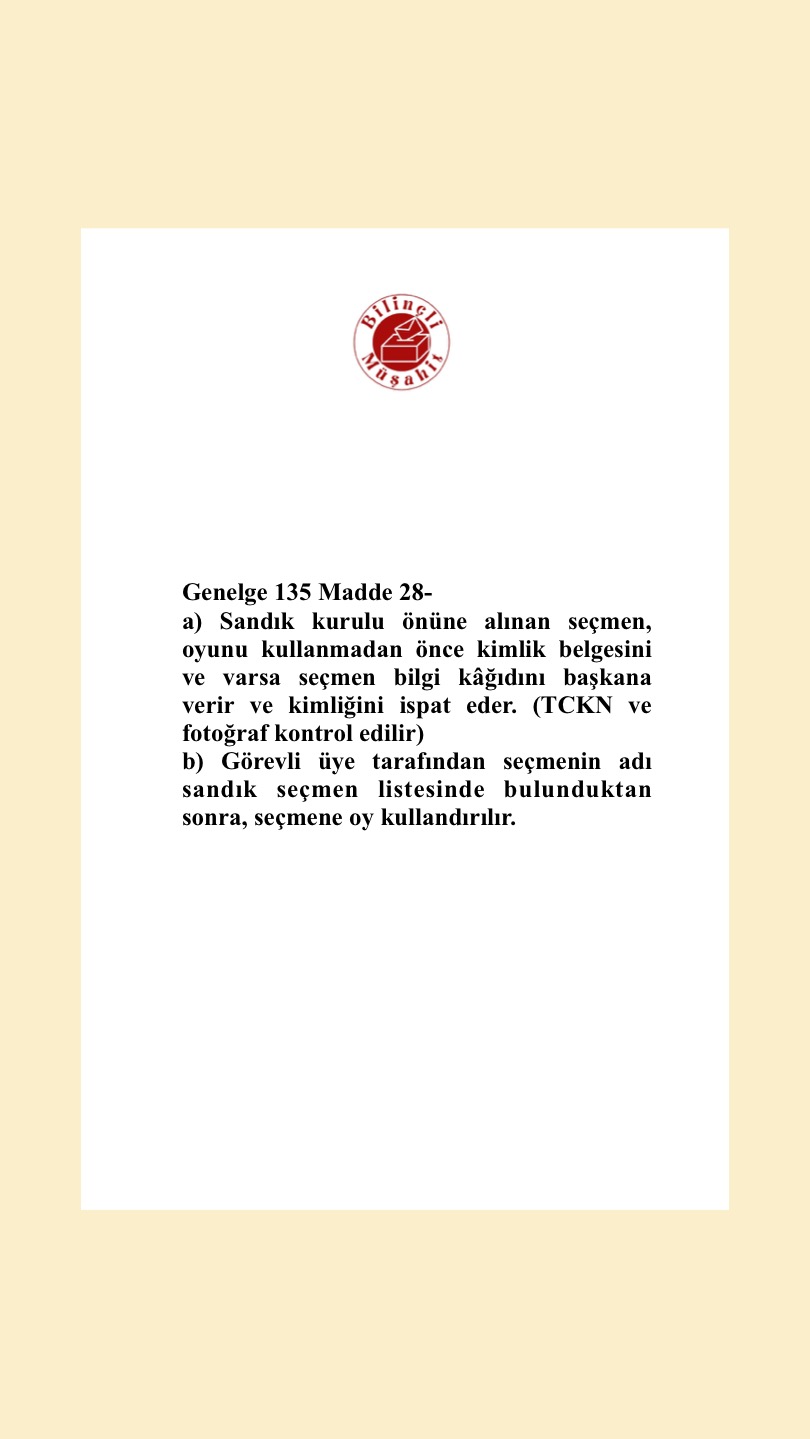 Bilinçli
Müşahit
Genelge 135 Madde 28-
a) Sandık kurulu önüne alınan seçmen,
oyunu kullanmadan önce kimlik belgesini
ve varsa seçmen bilgi kâğıdını başkana
verir ve kimliğini ispat eder. (TCKN ve
fotoğraf kontrol edilir)
b) Görevli üye tarafından seçmenin adı
sandık seçmen listesinde bulunduktan
sonra, seçmene oy kullandırılır.